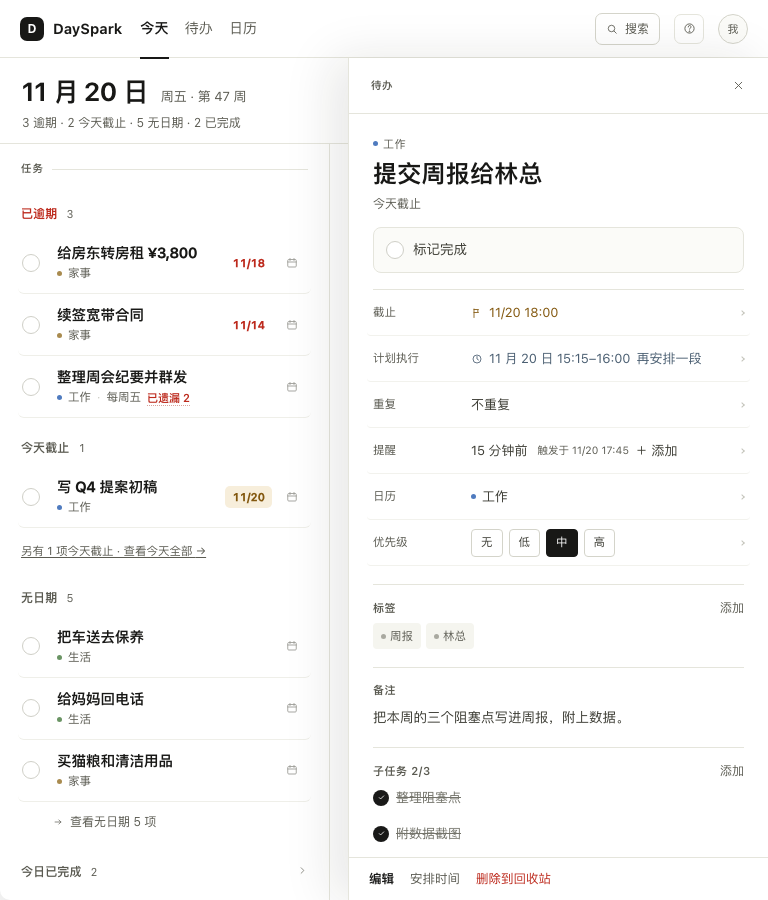 D DaySpark 今天 待办 日历 搜索 我
11 月 20 日 周五 · 第 47 周
3 逾期 · 2 今天截止 · 5 无日期 · 2 已完成
任务
已逾期 3
给房东转房租 ¥3,800
家事
11/18
续签宽带合同
家事
11/14
整理周会纪要并群发
工作 · 每周五 已遗漏 2
今天截止 1
写 Q4 提案初稿
工作
11/20
另有 1 项今天截止 · 查看今天全部 →
无日期 5
把车送去保养
生活
给妈妈回电话
生活
买猫粮和清洁用品
家事
→ 查看无日期 5 项
今日已完成 2
待办
工作
提交周报给林总
今天截止
标记完成
截止 11/20 18:00
计划执行 11 月 20 日 15:15–16:00 再安排一段
重复 不重复
提醒 15 分钟前 触发于 11/20 17:45 + 添加
日历 工作
优先级 无 低 中 高
标签 添加
周报 林总
备注
把本周的三个阻塞点写进周报，附上数据。
子任务 2/3 添加
整理阻塞点
附数据截图
编辑 安排时间 删除到回收站